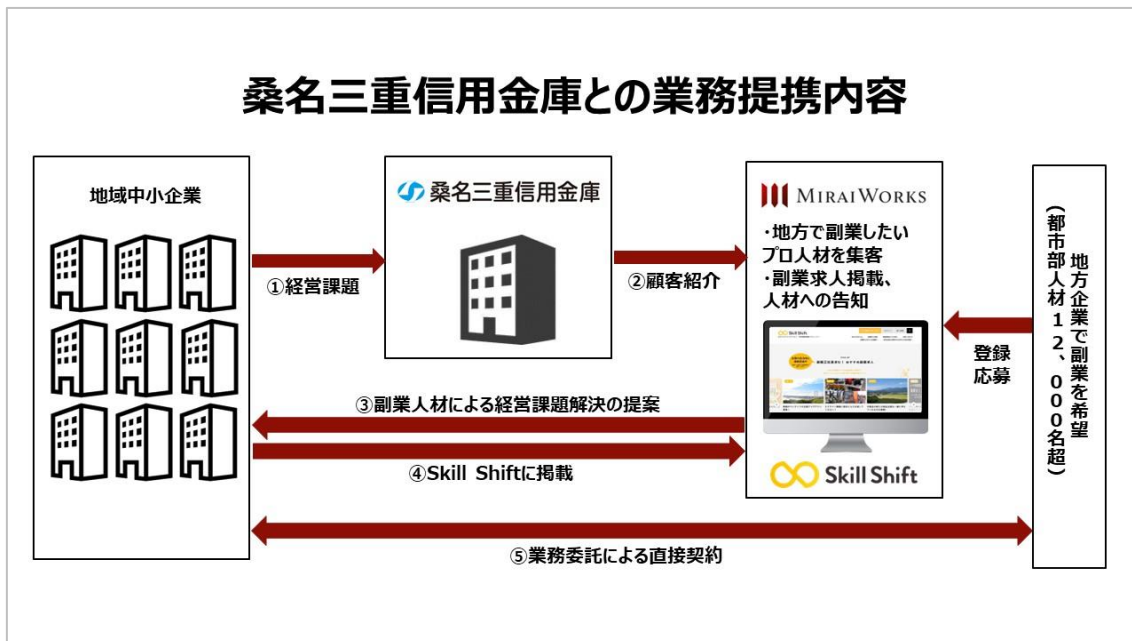 桑名三重信用金庫との業務提携内容
地域中小企業
①経営課題
桑名三重信用金庫
②顧客紹介
MIRAIWORKS
・地方で副業したい
プロ人材を集客
・副業求人掲載、
人材への告知
Skill Shift
Skill Shift
登録
応募
地方企業で副業を希望
(都市部人材12、000名超)
③副業人材による経営課題解決の提案
④Skill Shiftに掲載
⑤業務委託による直接契約